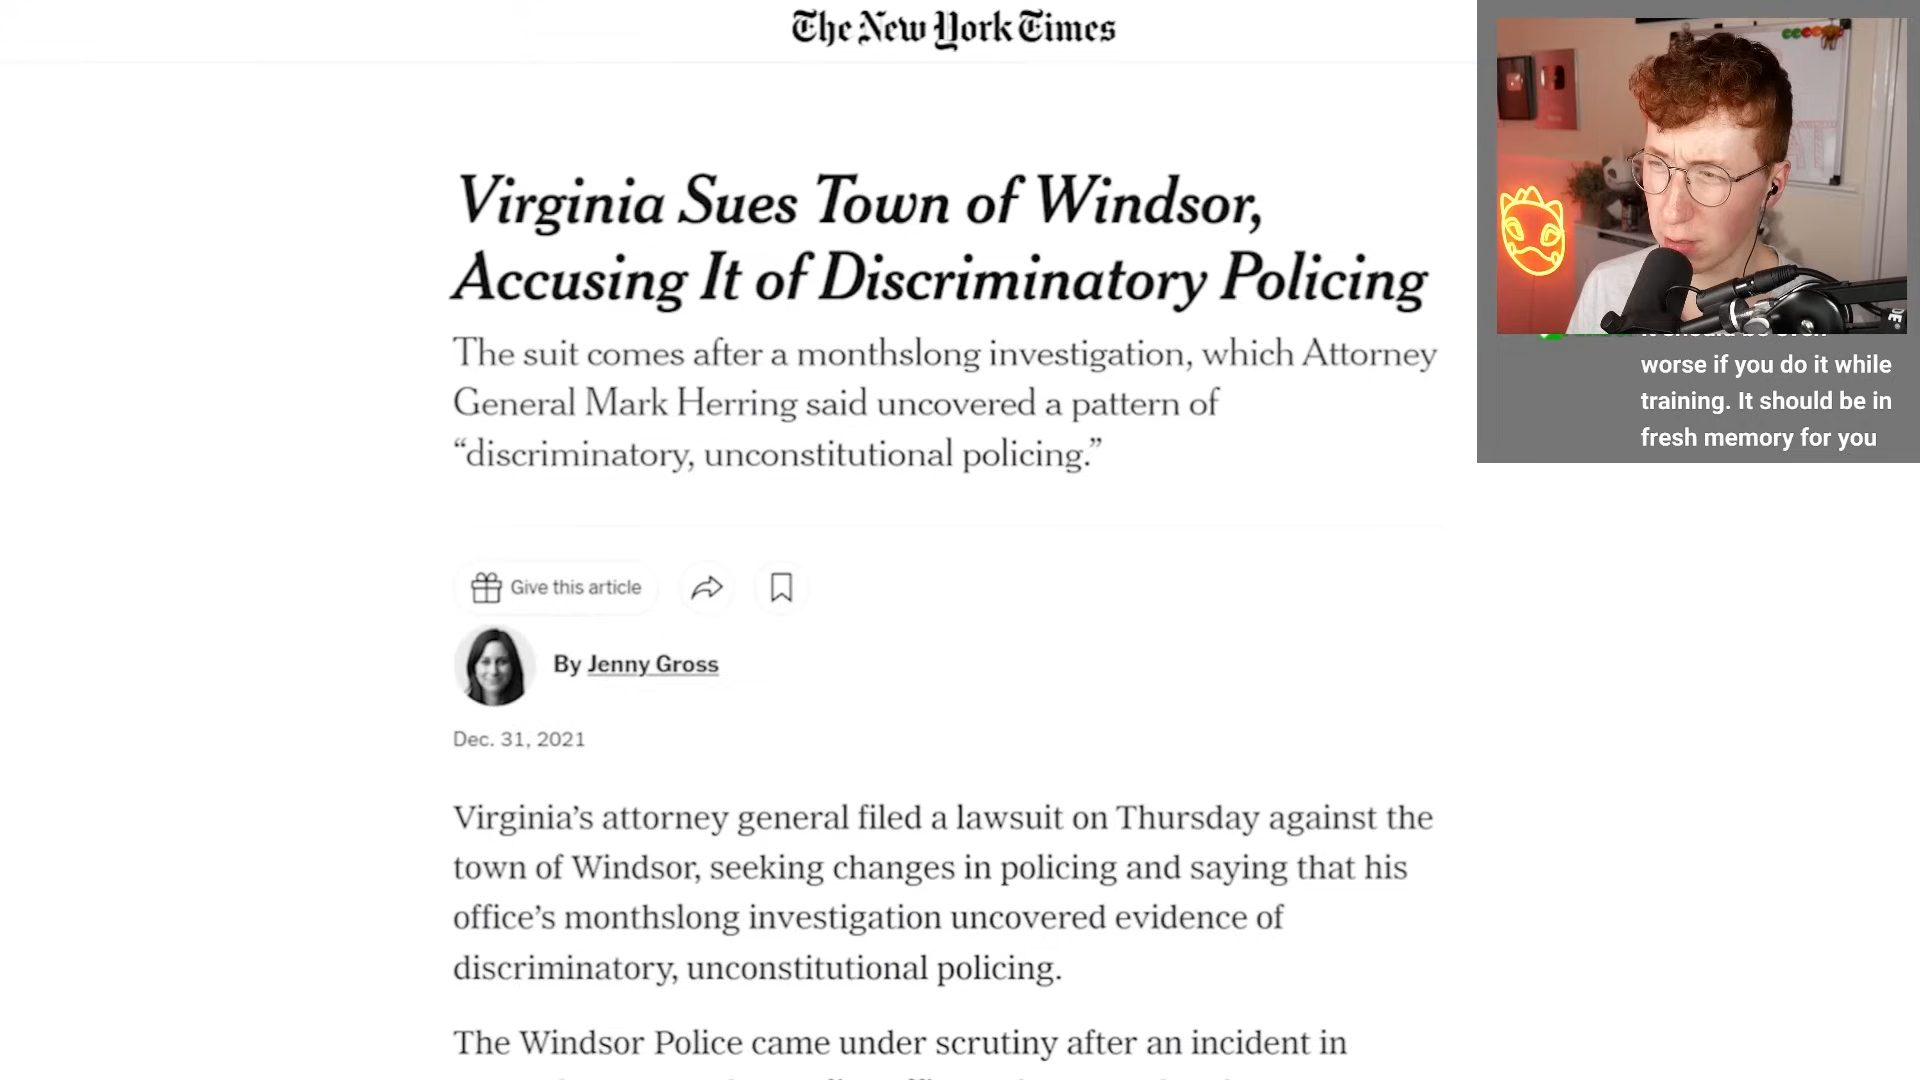 The New York Times
Virginia Sues Town of Windsor,
Accusing It of Discriminatory Policing
The suit comes after a monthslong investigation, which Attorney
General Mark Herring said uncovered a pattern of
“discriminatory, unconstitutional policing.”
Give this article
By Jenny Gross
Dec. 31, 2021
Virginia’s attorney general filed a lawsuit on Thursday against the
town of Windsor, seeking changes in policing and saying that his
office’s monthslong investigation uncovered evidence of
discriminatory, unconstitutional policing.
The Windsor Police came under scrutiny after an incident in
worse if you do it while
training. It should be in
fresh memory for you